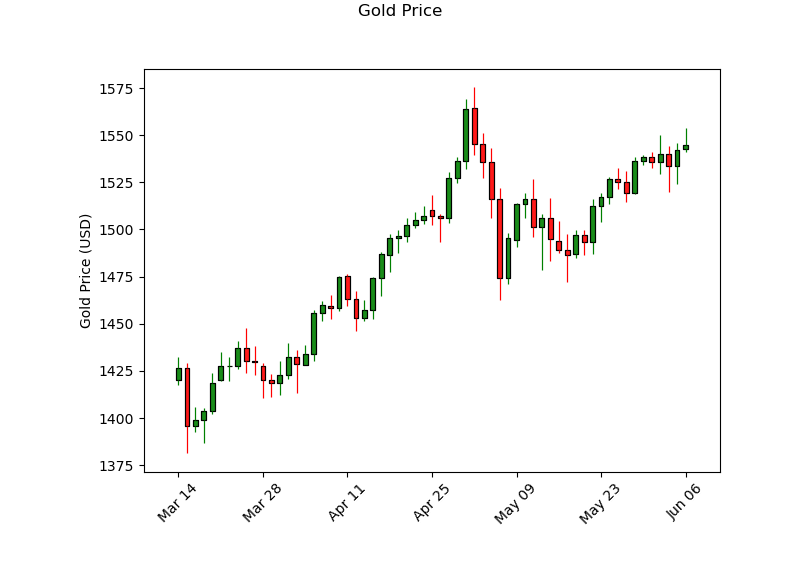 Gold Price
Gold Price (USD)
1575
1550
1525
1500
1475
1450
1425
1400
1375
Mar 14
Mar 28
Apr 11
Apr 25
May 09
May 23
Jun 06